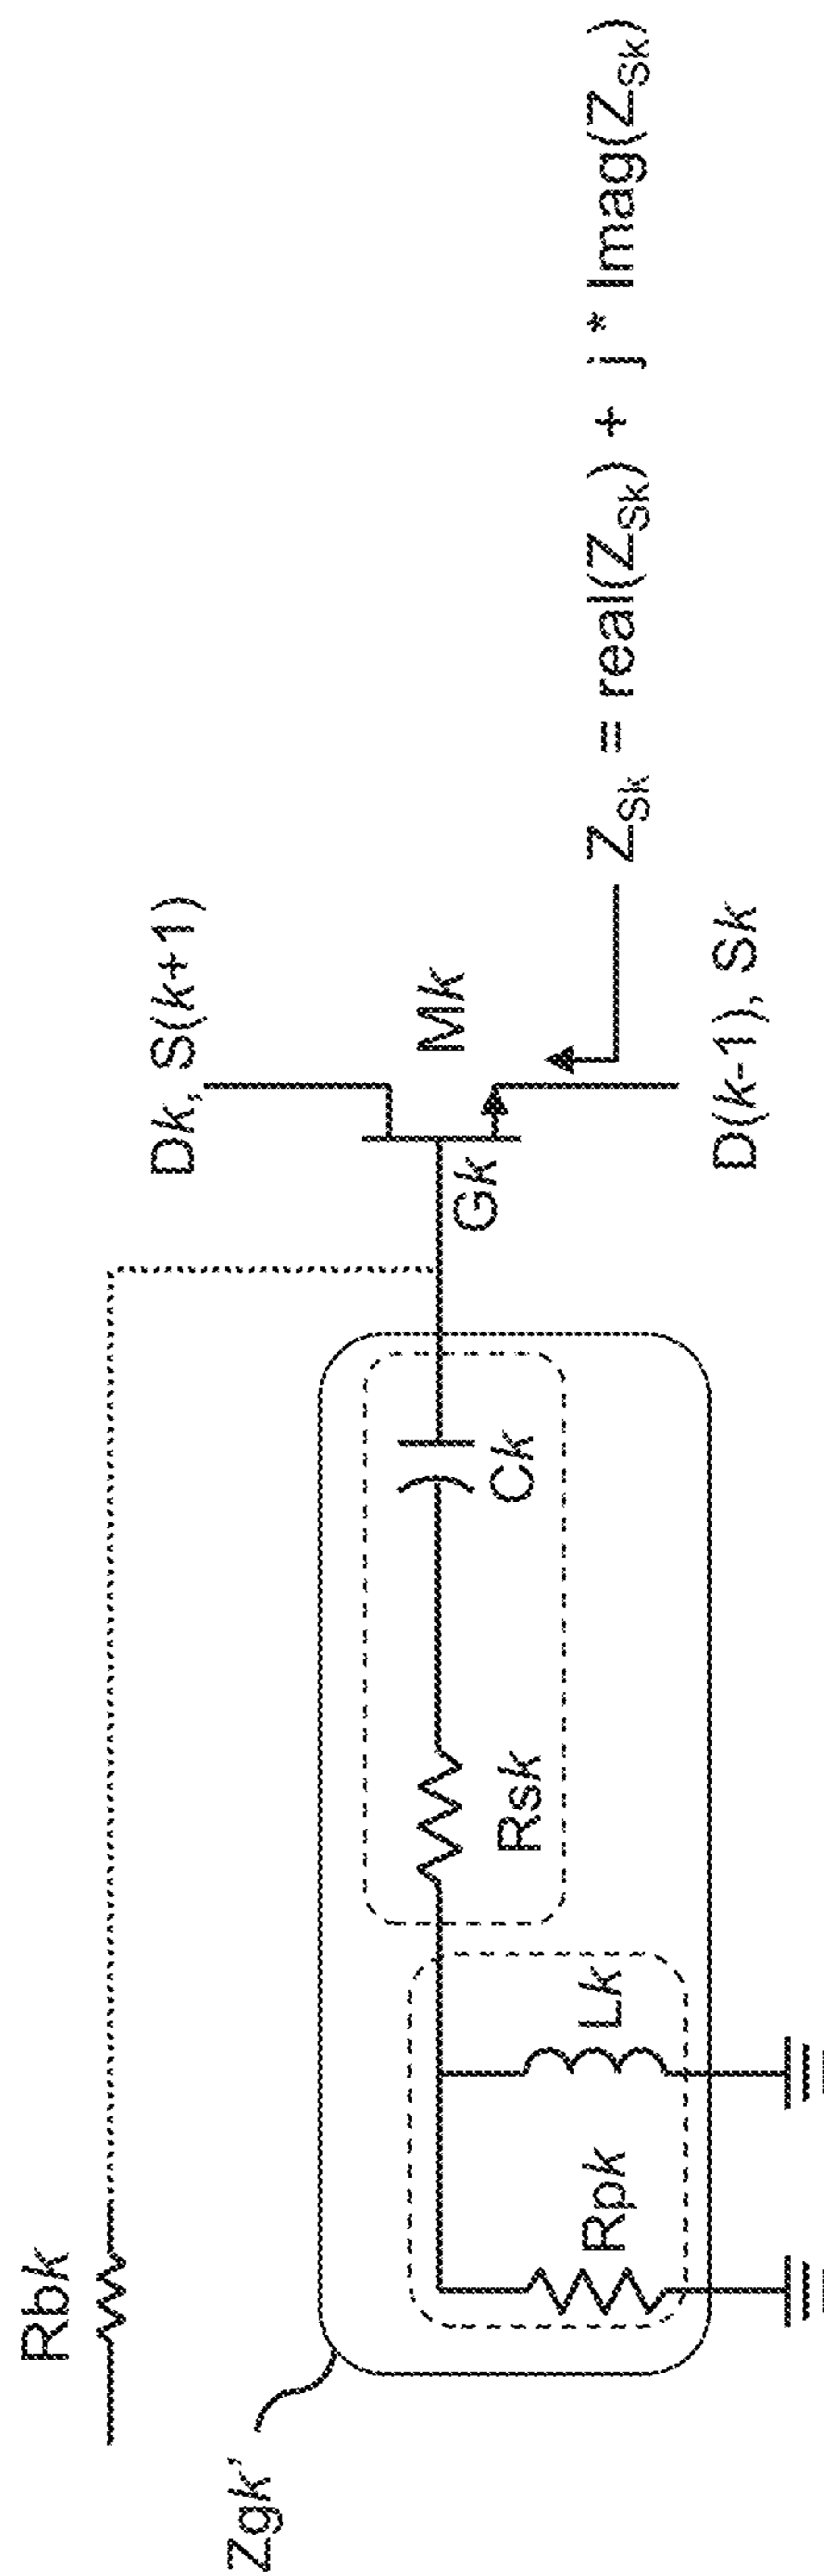 Rbk
Dk, S(k+1)
Mk
Gk
Z_Sk = real(Z_Sk) + j * Imag(Z_Sk)
D(k-1), Sk
Ck
Rsk
Lk
Rpk
Zgk'